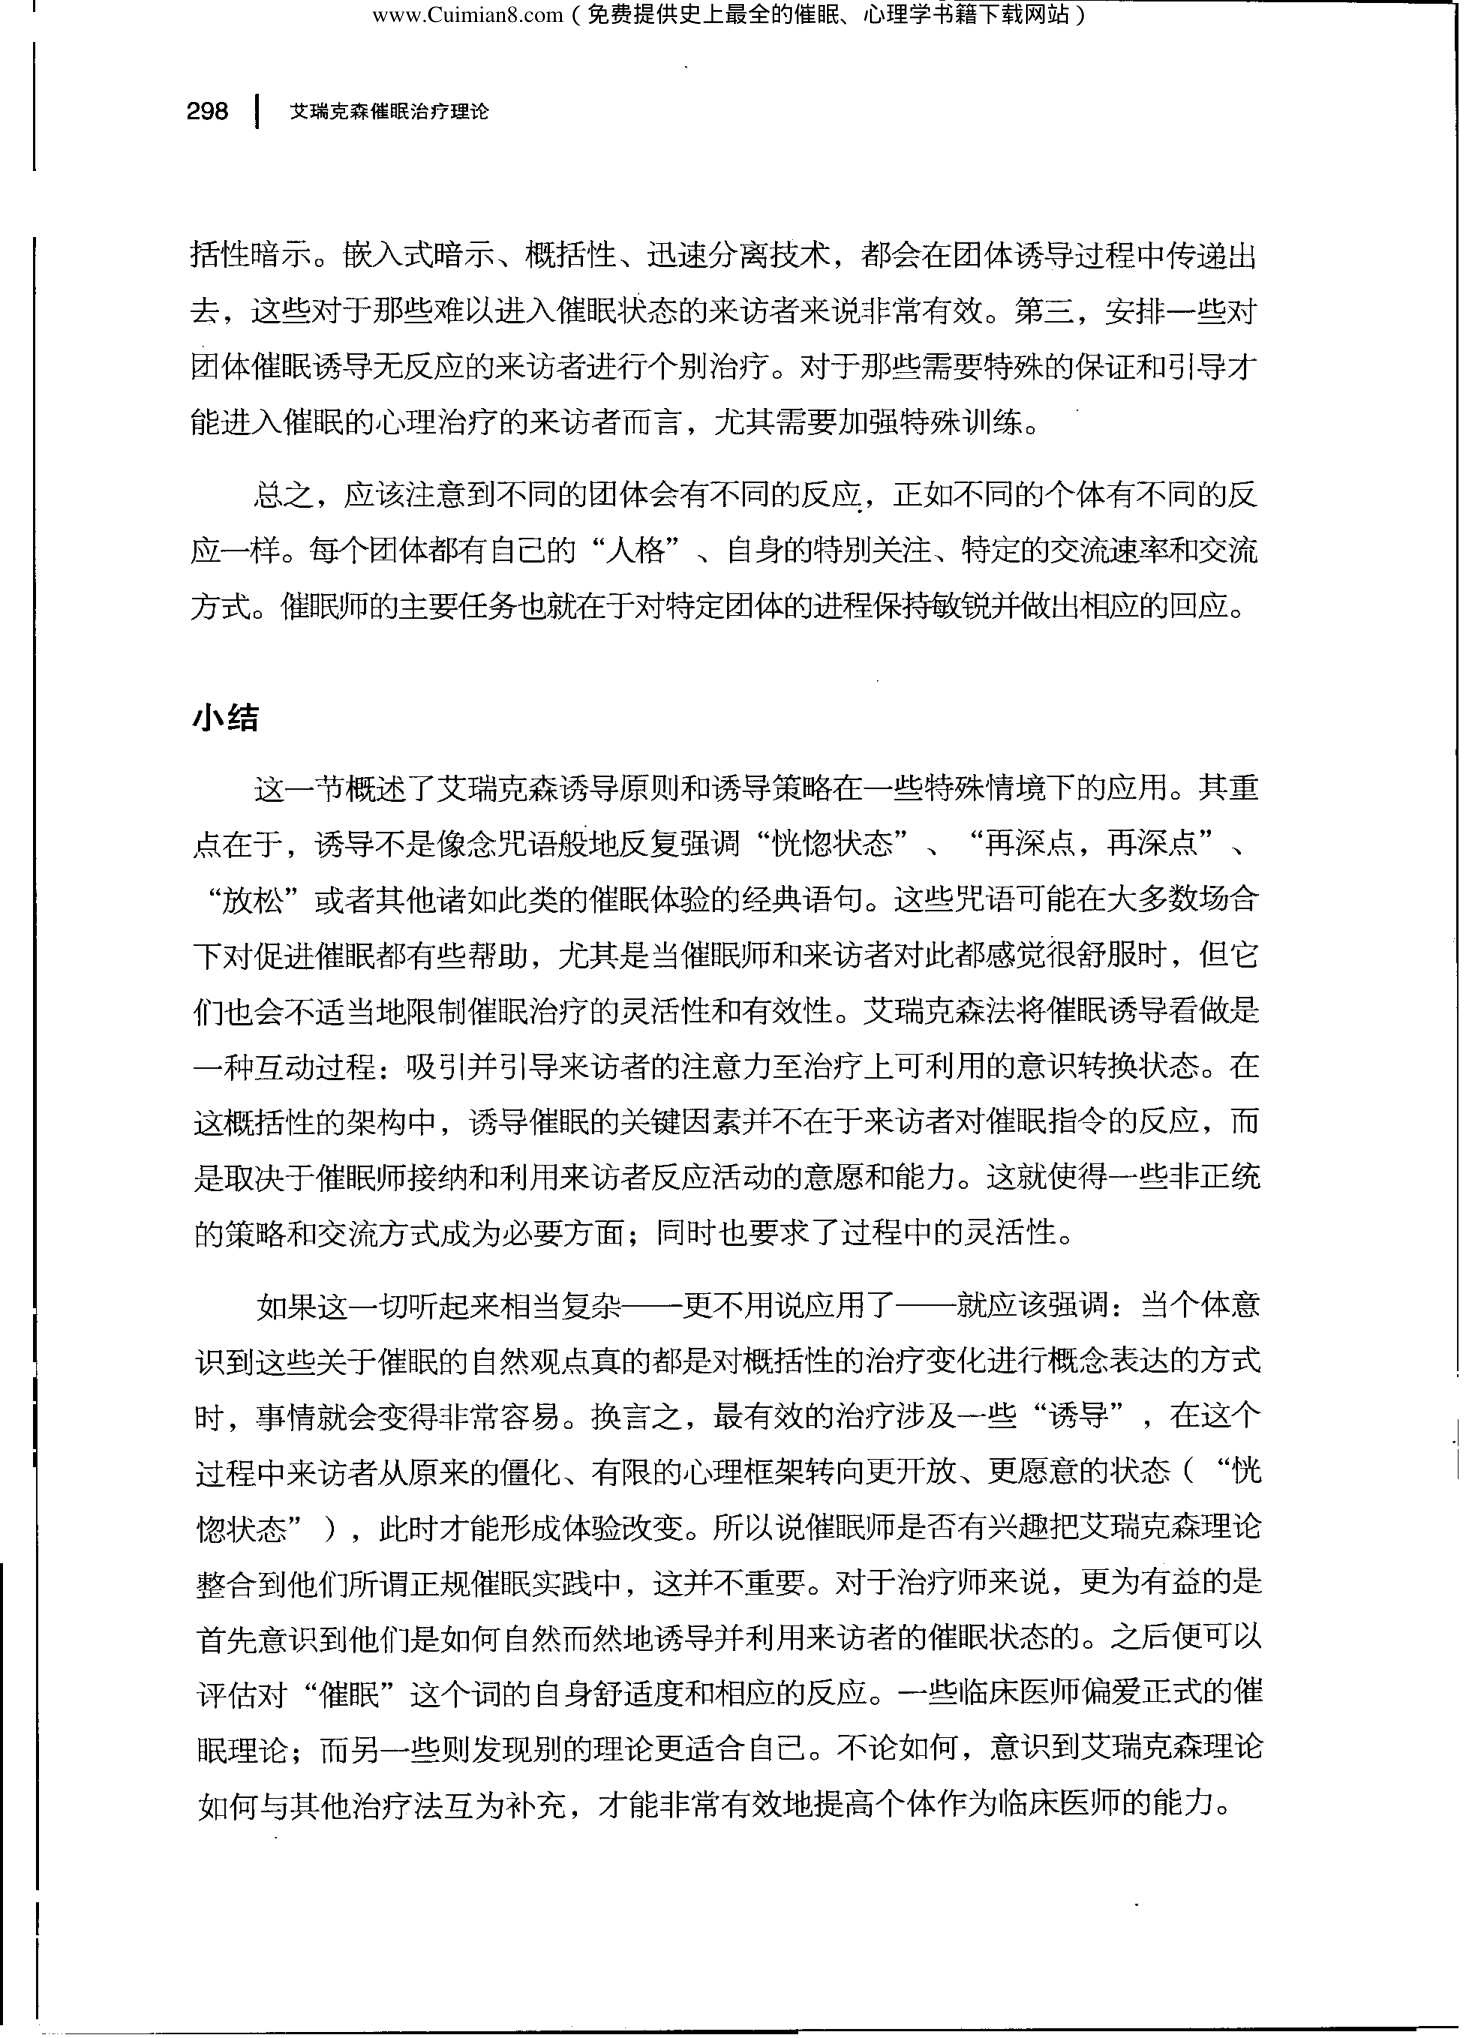 www.Cuimian8.com（免费提供史上最全的催眠、心理学书籍下载网站）
298 艾瑞克森催眠治疗理论
括性暗示。嵌入式暗示、概括性、迅速分离技术，都会在团体诱导过程中传递出
去，这些对于那些难以进入催眠状态的来访者来说非常有效。第三，安排一些对
团体催眠诱导无反应的来访者进行个别治疗。对于那些需要特殊的保证和引导才
能进入催眠的心理治疗的来访者而言，尤其需要加强特殊训练。
总之，应该注意到不同的团体会有不同的反应，正如不同的个体有不同的反
应一样。每个团体都有自己的“人格”、自身的特别关注、特定的交流速率和交流
方式。催眠师的主要任务也就在于对特定团体的进程保持敏锐并做出相应的回应。
小结
这一节概述了艾瑞克森诱导原则和诱导策略在一些特殊情境下的应用。其重
点在于，诱导不是像念咒语般地反复强调“恍惚状态”、“再深点，再深点”、
“放松”或者其他诸如此类的催眠体验的经典语句。这些咒语可能在大多数场合
下对促进催眠都有些帮助，尤其是当催眠师和来访者对此都感觉很舒服时，但它
们也会不适当地限制催眠治疗的灵活性和有效性。艾瑞克森法将催眠诱导看做是
一种互动过程：吸引并引导来访者的注意力至治疗上可利用的意识转换状态。在
这概括性的架构中，诱导催眠的关键因素并不在于来访者对催眠指令的反应，而
是取决于催眠师接纳和利用来访者反应活动的意愿和能力。这就使得一些非正统
的策略和交流方式成为必要方面；同时也要求了过程中的灵活性。
如果这一切听起来相当复杂——更不用说应用了——就应该强调：当个体意
识到这些关于催眠的自然观点真的都是对概括性的治疗变化进行概念表达的方式
时，事情就会变得非常容易。换言之，最有效的治疗涉及一些“诱导”，在这个
过程中来访者从原来的僵化、有限的心理框架转向更开放、更愿意的状态（“恍
惚状态”），此时才能形成体验改变。所以说催眠师是否有兴趣把艾瑞克森理论
整合到他们所谓正规催眠实践中，这并不重要。对于治疗师来说，更为有益的是
首先意识到他们是如何自然而然地诱导并利用来访者的催眠状态的。之后便可以
评估对“催眠”这个词的自身舒适度和相应的反应。一些临床医师偏爱正式的催
眠理论；而另一些则发现别的理论更适合自己。不论如何，意识到艾瑞克森理论
如何与其他治疗法互为补充，才能非常有效地提高个体作为临床医师的能力。